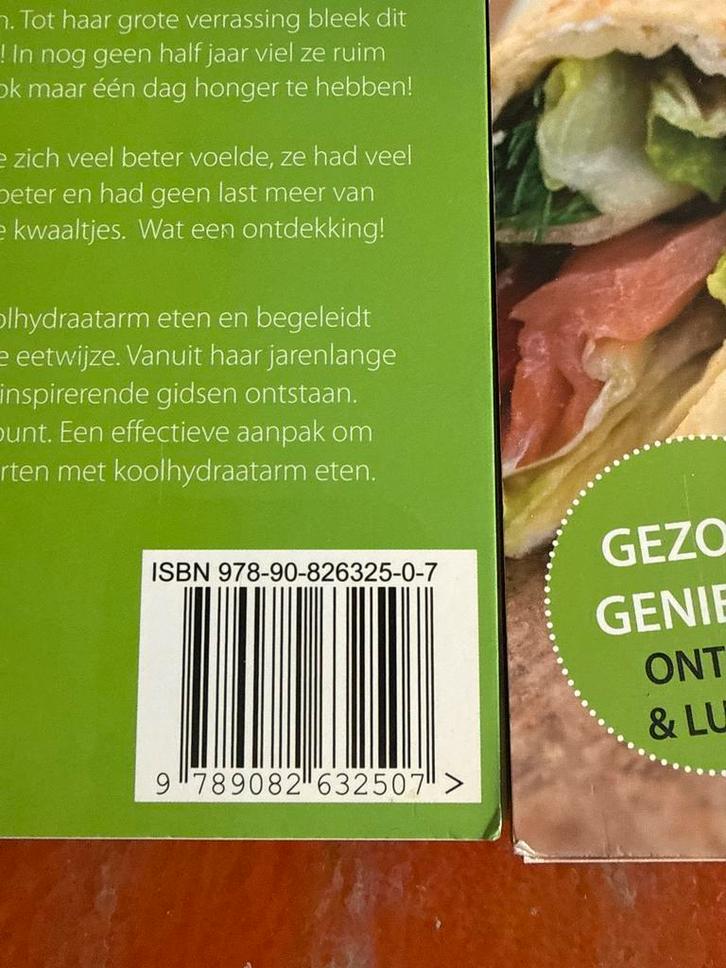 n. Tot haar grote verrassing bleek dit
! In nog geen half jaar viel ze ruim
ok maar één dag honger te hebben!
e zich veel beter voelde, ze had veel
beter en had geen last meer van
e kwaaltjes. Wat een ontdekking!
olhydraatarm eten en begeleidt
e eetwijze. Vanuit haar jarenlange
inspirerende gidsen ontstaan.
ount. Een effectieve aanpak om
rten met koolhydraatarm eten.
ISBN 978-90-826325-0-7
9 789082 632507 >
GEZO
GENIE
ONT
& LU